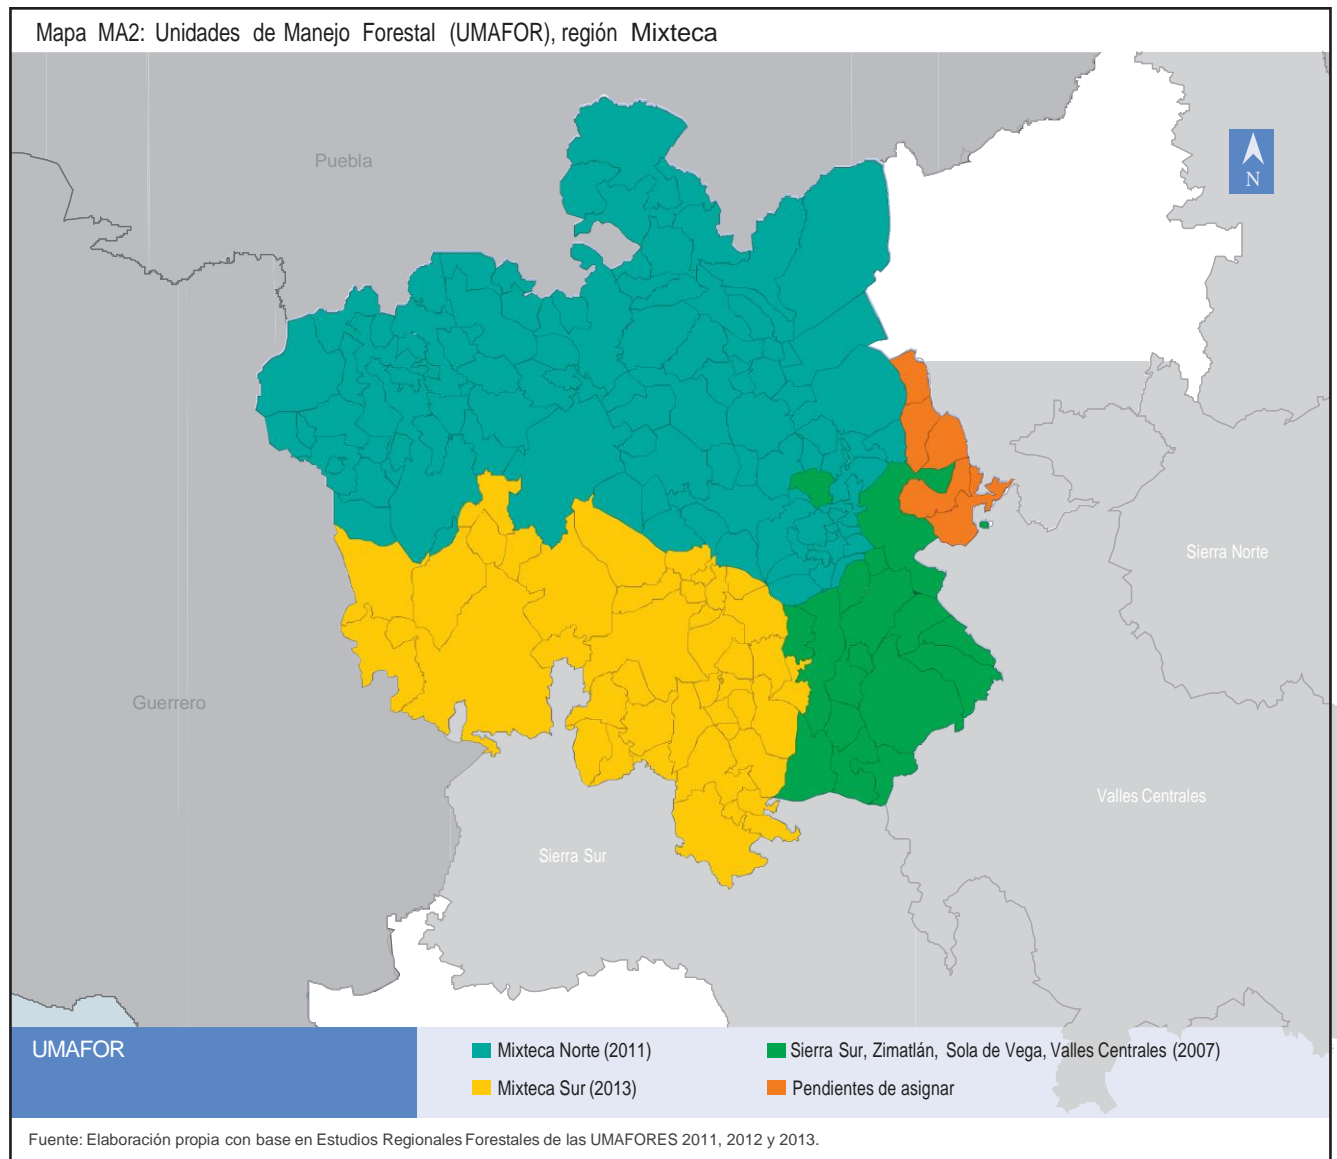 Mapa MA2: Unidades de Manejo Forestal (UMAFOR), región Mixteca
Puebla
N
Sierra Norte
Guerrero
Valles Centrales
Sierra Sur
UMAFOR
Mixteca Norte (2011)
Sierra Sur, Zimatlán, Sola de Vega, Valles Centrales (2007)
Mixteca Sur (2013)
Pendientes de asignar
Fuente: Elaboración propia con base en Estudios Regionales Forestales de las UMAFORES 2011, 2012 y 2013.